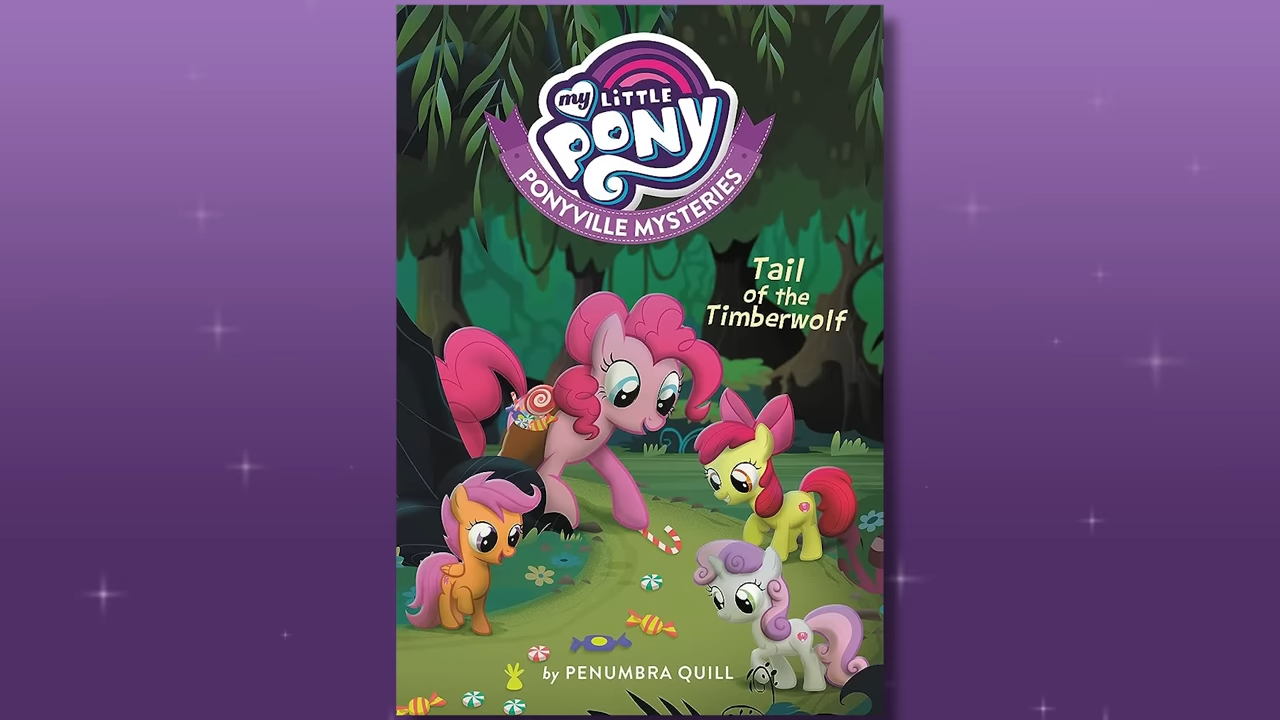 my LiTTLE
PONY
PONYVILLE MYSTERIES
Tail
of the
Timberwolf
by PENUMBRA QUILL